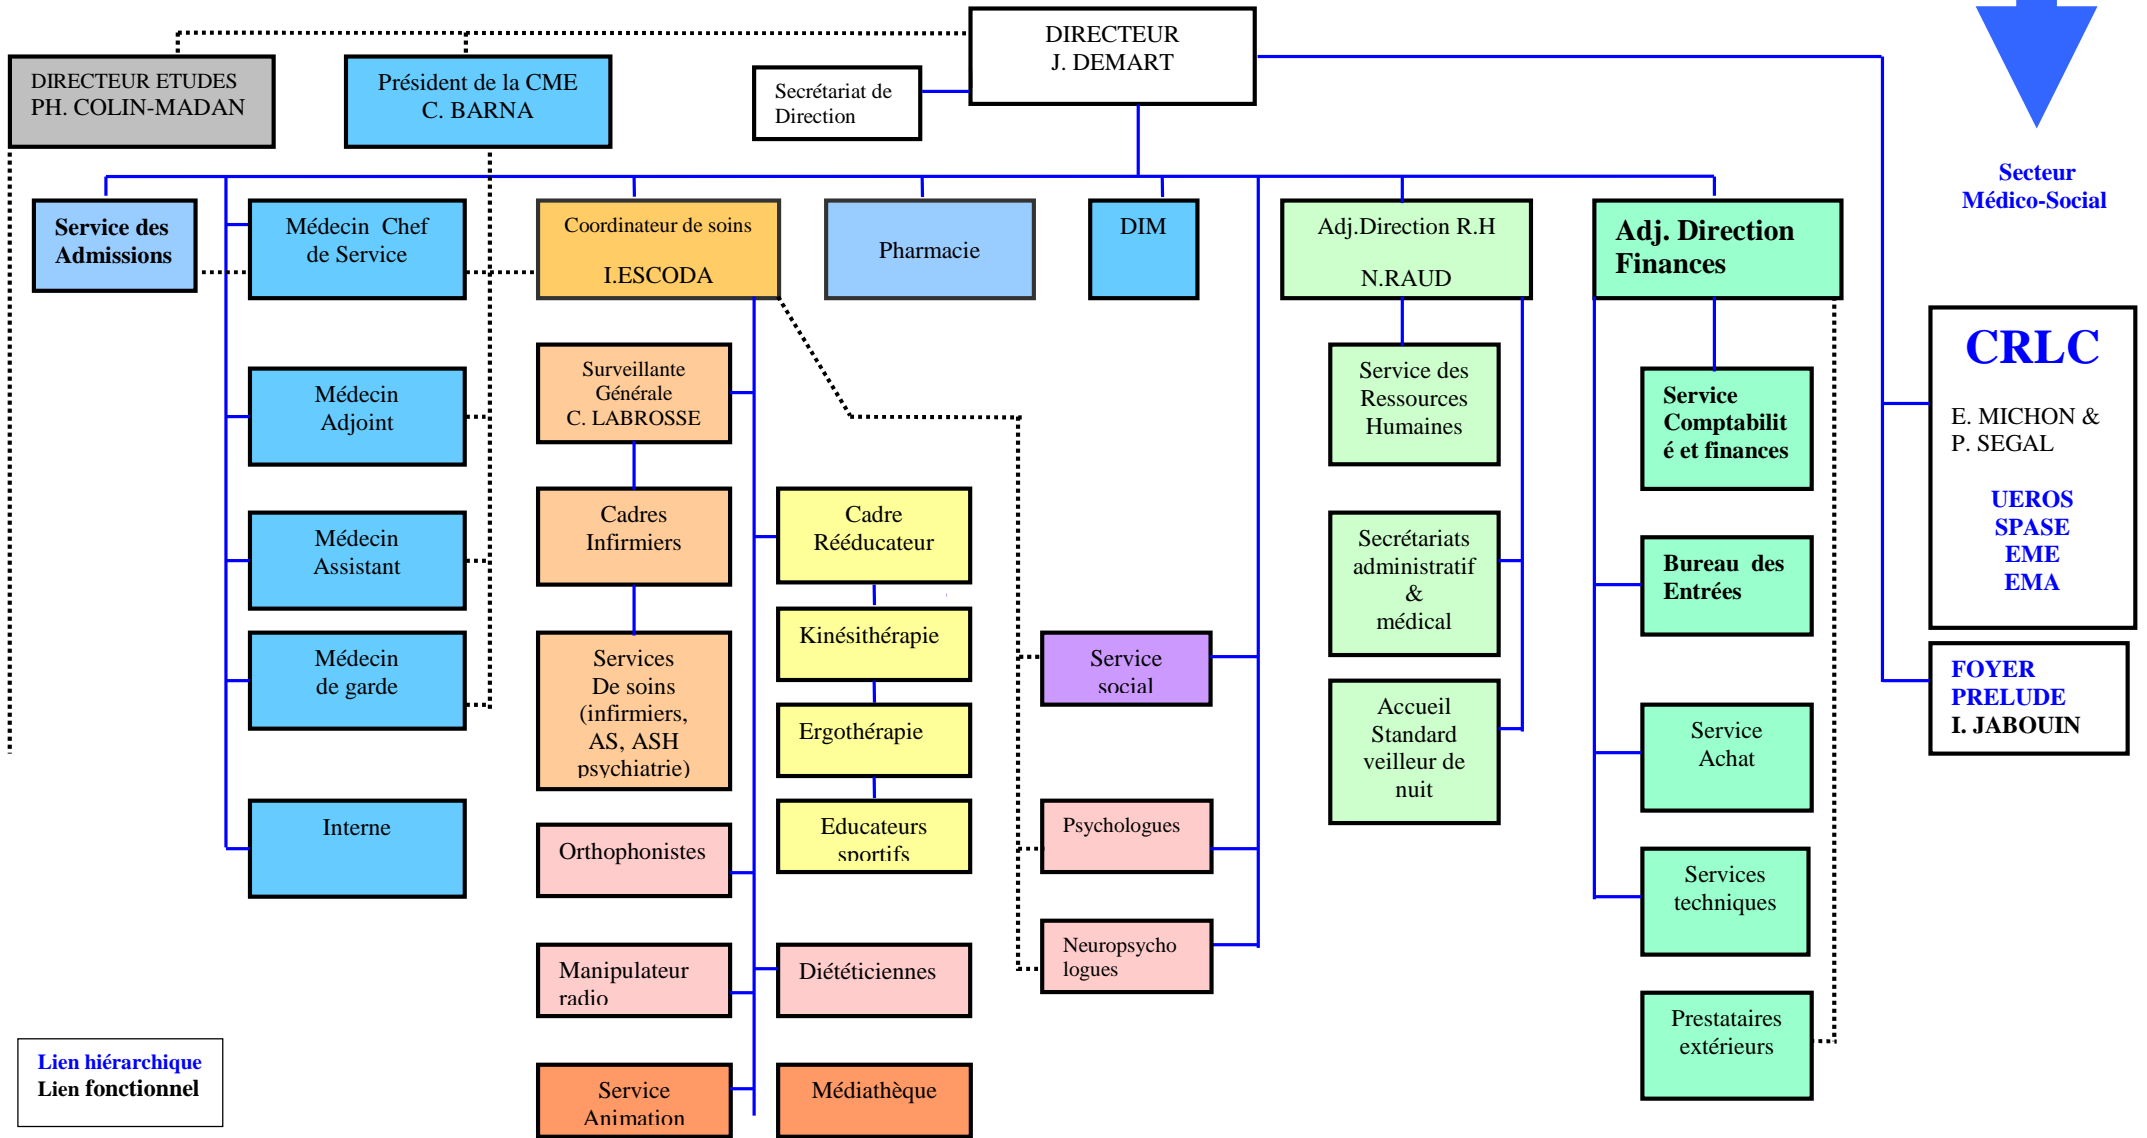 DIRECTEUR
J. DEMART
DIRECTEUR ETUDES
PH. COLIN-MADAN
Président de la CME
C. BARNA
Secrétariat de
Direction
Secteur
Médico-Social
Service des
Admissions
Médecin Chef
de Service
Coordinateur de soins
I.ESCODA
Pharmacie
DIM
Adj.Direction R.H
N.RAUD
Adj. Direction
Finances
Surveillante
Générale
C. LABROSSE
Médecin
Adjoint
Service des
Ressources
Humaines
Service
Comptabilit
é et finances
CRLC
E. MICHON &
P. SEGAL
UEROS
SPASE
EME
EMA
Médecin
Assistant
Cadres
Infirmiers
Cadre
Rééducateur
Secrétariats
administratif
&
médical
Bureau des
Entrées
Kinésithérapie
Médecin
de garde
Services
De soins
(infirmiers,
AS, ASH
psychiatrie)
Service
social
FOYER
PRELUDE
I. JABOUIN
Ergothérapie
Accueil
Standard
veilleur de
nuit
Service
Achat
Interne
Orthophonistes
Educateurs
sportifs
Psychologues
Services
techniques
Manipulateur
radio
Diététiciennes
Neuropsycho
logues
Prestataires
extérieurs
Lien hiérarchique
Lien fonctionnel
Service
Animation
Médiathèque